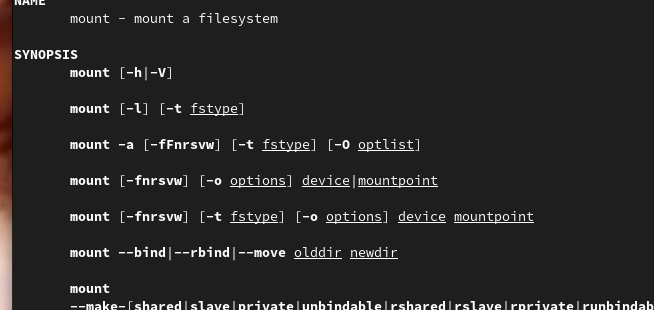 NAME
mount - mount a filesystem
SYNOPSIS
mount [-h|-V]
mount [-l] [-t fstype]
mount -a [-fFnrsvw] [-t fstype] [-O optlist]
mount [-fnrsvw] [-o options] device|mountpoint
mount [-fnrsvw] [-t fstype] [-o options] device mountpoint
mount --bind|--rbind|--move olddir newdir
mount
--make-[shared|slave|private|unbindable|rshared|rslave|rprivate|runbindab